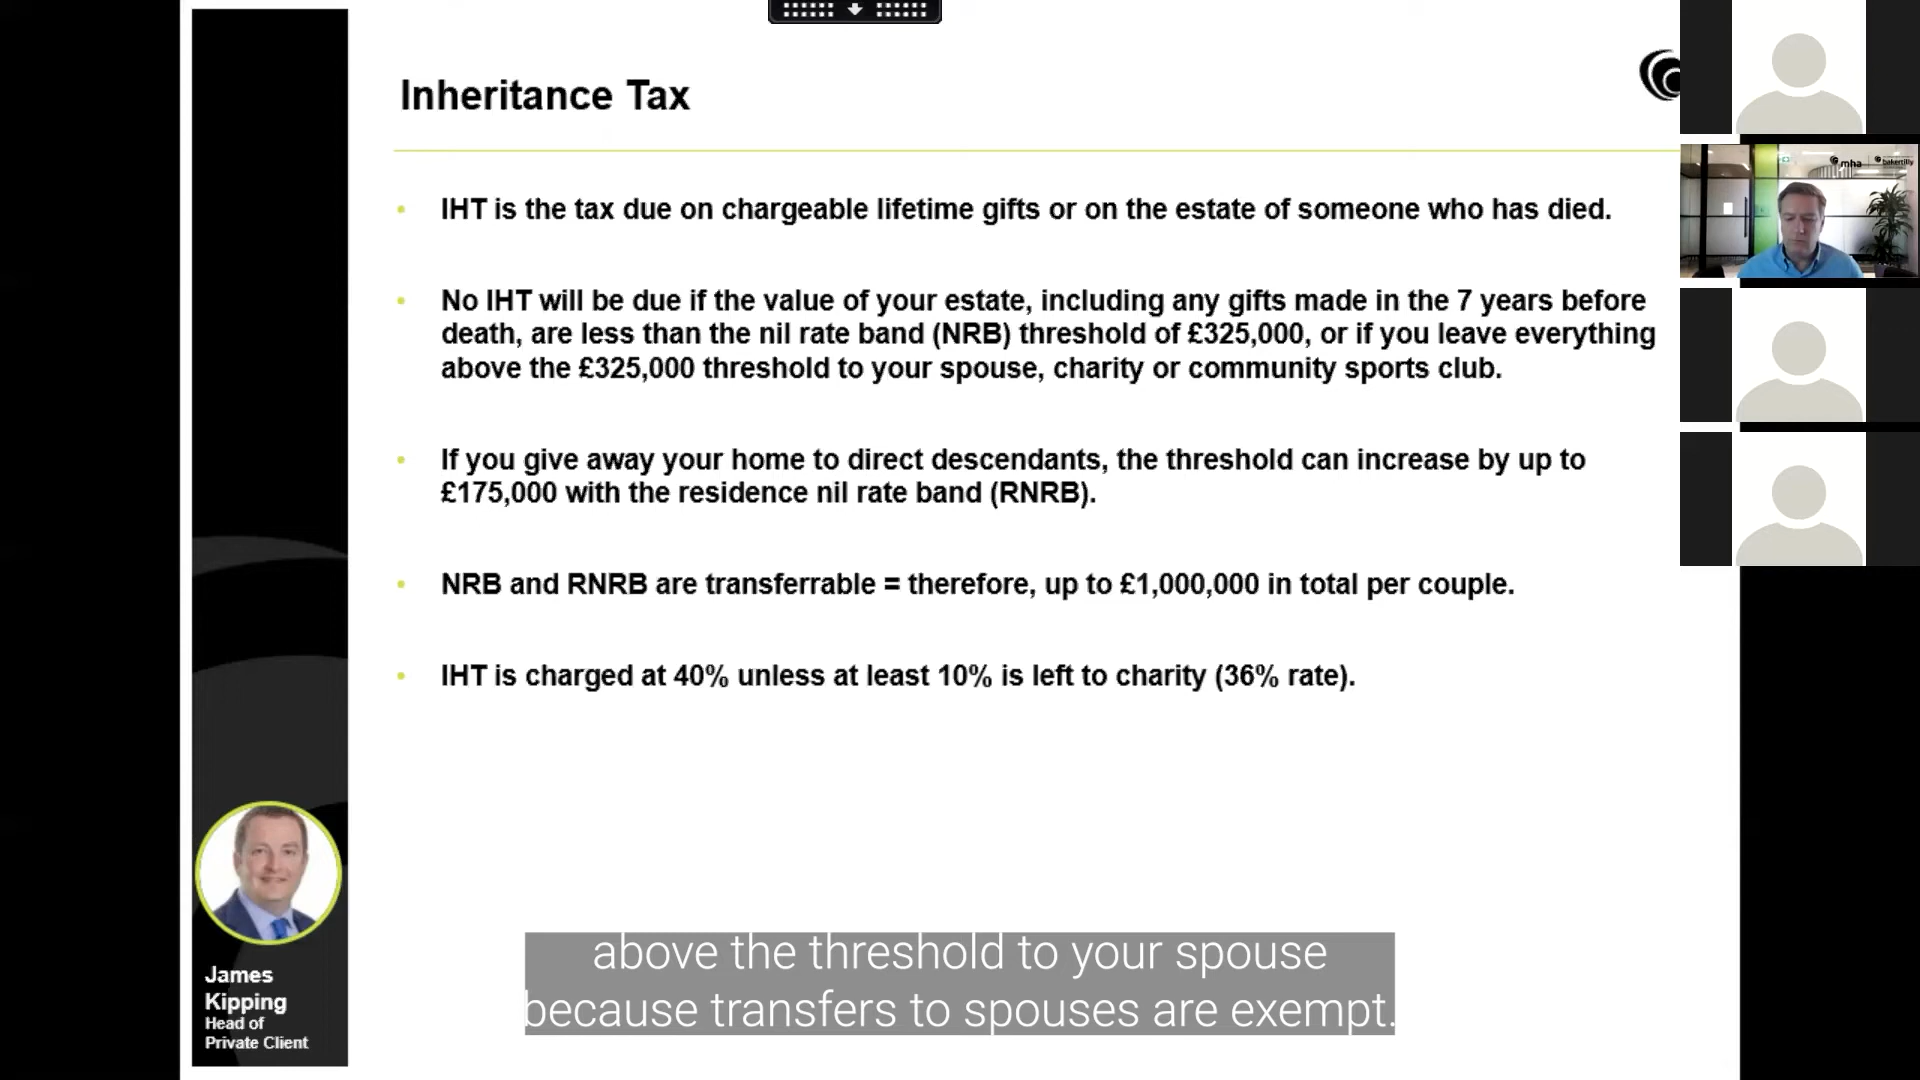 Inheritance Tax
• IHT is the tax due on chargeable lifetime gifts or on the estate of someone who has died.
• No IHT will be due if the value of your estate, including any gifts made in the 7 years before
death, are less than the nil rate band (NRB) threshold of £325,000, or if you leave everything
above the £325,000 threshold to your spouse, charity or community sports club.
• If you give away your home to direct descendants, the threshold can increase by up to
£175,000 with the residence nil rate band (RNRB).
• NRB and RNRB are transferrable = therefore, up to £1,000,000 in total per couple.
• IHT is charged at 40% unless at least 10% is left to charity (36% rate).
mha
bakertilly
James
Kipping
Head of
Private Client
above the threshold to your spouse
because transfers to spouses are exempt.